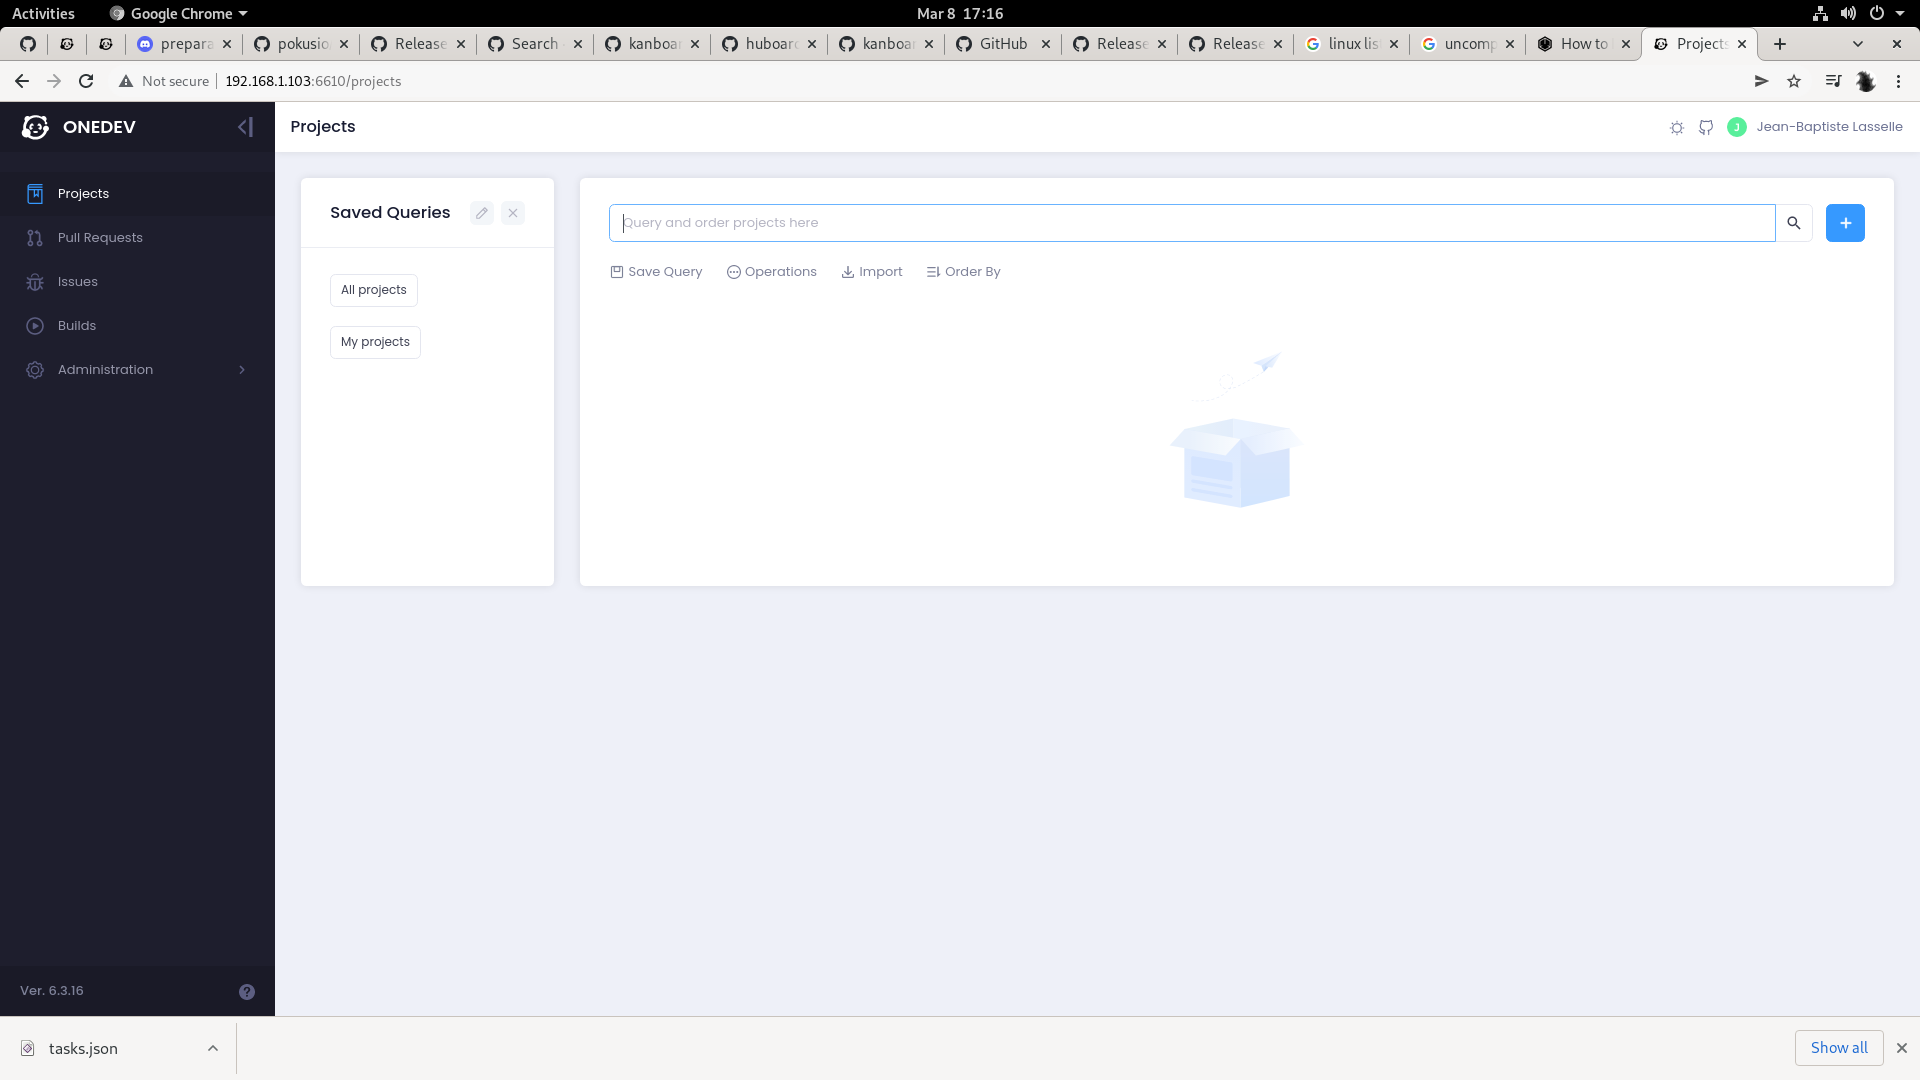 Activities Google Chrome Mar 8 17:16
prepara pokusio Release Search kanboar huboard kanboar GitHub Release Release linux lis uncomp How to Projects
Not secure 192.168.1.103:6610/projects
ONEDEV
Projects
Jean-Baptiste Lasselle
Projects
Pull Requests
Issues
Builds
Administration
Saved Queries
All projects
My projects
Query and order projects here
Save Query Operations Import Order By
Ver. 6.3.16
tasks.json
Show all